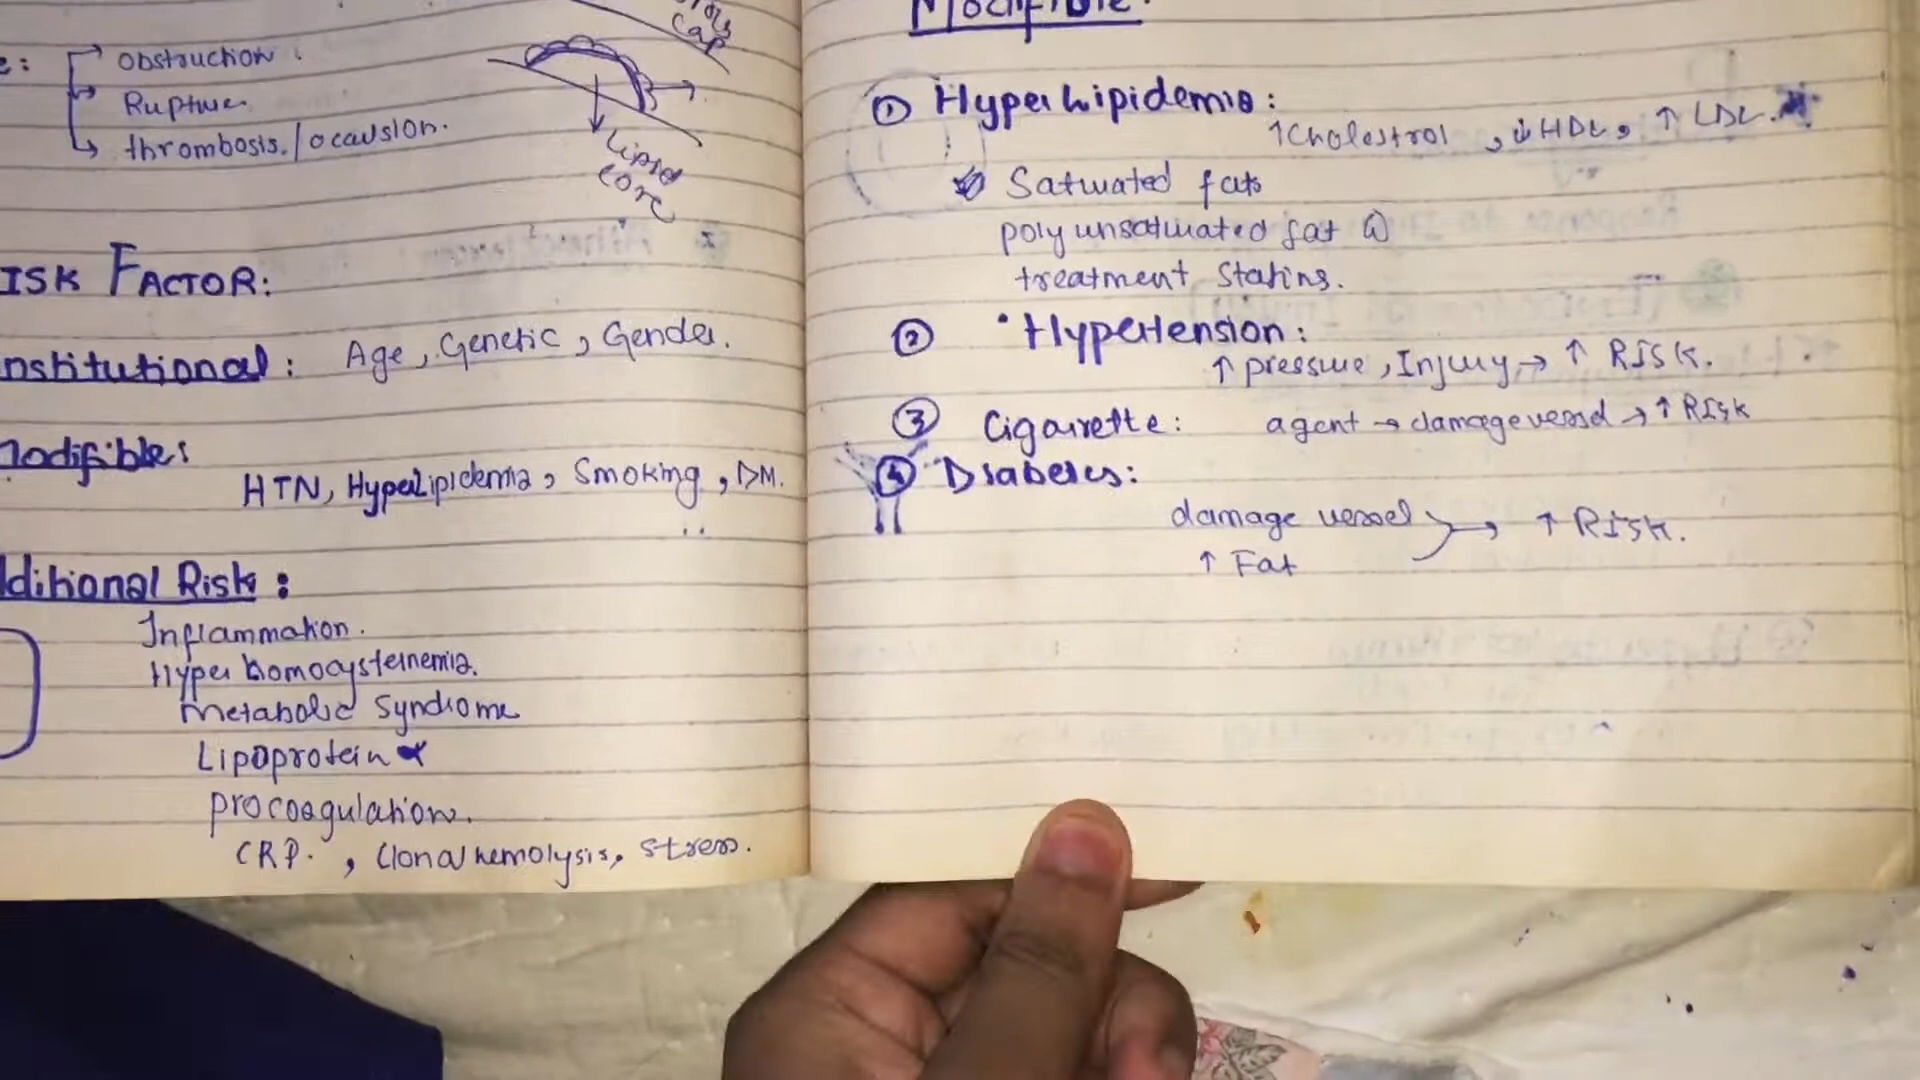 e: obstruction.
Rupture.
thrombosis. / ocausion.
cap
Lipid
core
ISK FACTOR:
nstitutional: Age, Genetic, Gender.
Modifible:
HTN, Hyperlipidemia, Smoking, DM.
ditional Risk:
Inflammation.
Hyper homocysteinemia.
Metabolic Syndrome
Lipoprotein
procoagulation.
CRP. , Clonal hemolysis, stress.
Modifible:
① Hyperlipidemia:
↑Cholestrol, ↓HDL, ↑ LDL.
Saturated fats
poly unsaturated fat
treatment Statins.
② • Hypertension:
↑ pressure, Injury → ↑ RISK.
③ Cigarette: agent → damage vessel → ↑ RISK
④ Diabetes:
damage vessel → ↑ RISK.
↑ Fat